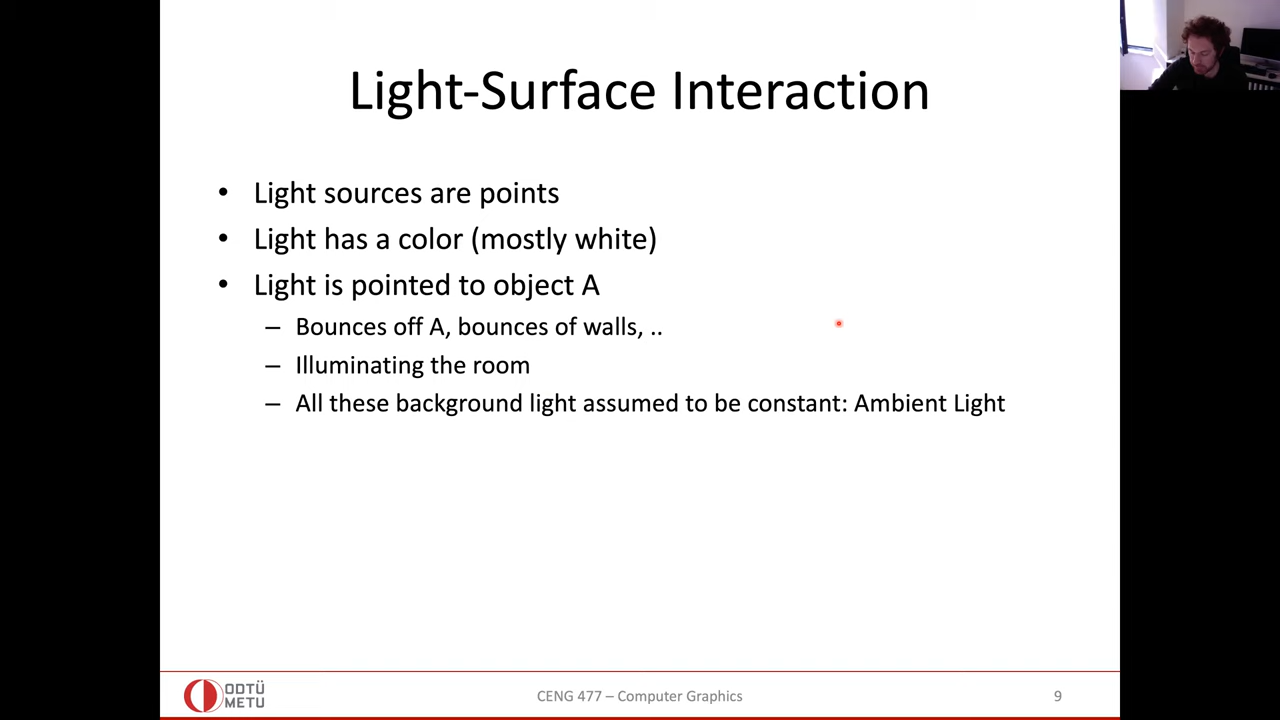 Light-Surface Interaction
• Light sources are points
• Light has a color (mostly white)
• Light is pointed to object A
– Bounces off A, bounces of walls, ..
– Illuminating the room
– All these background light assumed to be constant: Ambient Light
ODTÜ
METU
CENG 477 – Computer Graphics
9